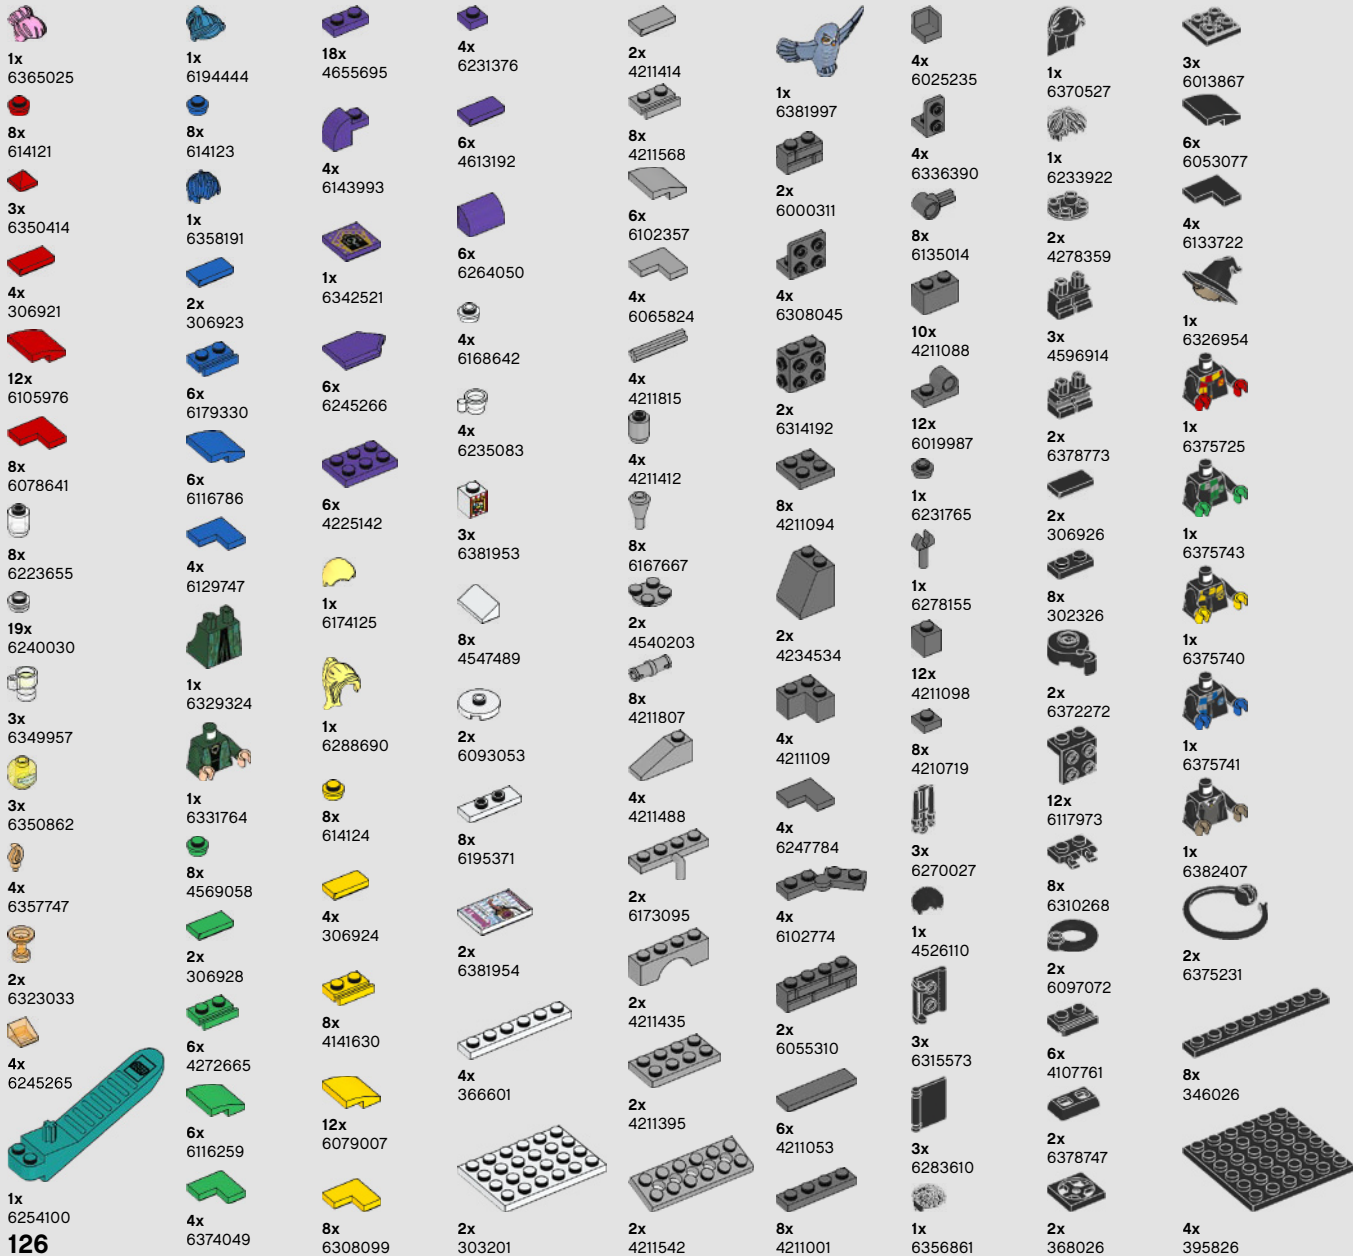 1x
6365025
8x
614121
3x
6350414
4x
306921
12x
6105976
8x
6078641
8x
6223655
19x
6240030
3x
6349957
3x
6350862
4x
6357747
2x
6323033
4x
6245265
1x
6254100
126
1x
6194444
8x
614123
1x
6358191
2x
306923
6x
6179330
6x
6116786
4x
6129747
1x
6329324
1x
6331764
8x
4569058
2x
306928
6x
4272665
6x
6116259
4x
6374049
18x
4655695
4x
6143993
1x
6342521
6x
6245266
6x
4225142
1x
6174125
1x
6288690
8x
614124
4x
306924
8x
4141630
12x
6079007
8x
6308099
4x
6231376
6x
4613192
6x
6264050
4x
6168642
4x
6235083
3x
6381953
8x
4547489
2x
6093053
8x
6195371
2x
6381954
4x
366601
2x
303201
2x
4211414
8x
4211568
6x
6102357
4x
6065824
4x
4211815
4x
4211412
8x
6167667
2x
4540203
8x
4211807
4x
4211488
2x
6173095
2x
4211435
2x
4211395
2x
4211542
1x
6381997
2x
6000311
4x
6308045
2x
6314192
8x
4211094
2x
4234534
4x
4211109
4x
6247784
4x
6102774
2x
6055310
6x
4211053
8x
4211001
4x
6025235
4x
6336390
8x
6135014
10x
4211088
12x
6019987
1x
6231765
1x
6278155
12x
4211098
8x
4210719
3x
6270027
1x
4526110
3x
6315573
3x
6283610
1x
6356861
1x
6370527
1x
6233922
2x
4278359
3x
4596914
2x
6378773
2x
306926
8x
302326
2x
6372272
12x
6117973
8x
6310268
2x
6097072
6x
4107761
2x
6378747
2x
368026
3x
6013867
6x
6053077
4x
6133722
1x
6326954
1x
6375725
1x
6375743
1x
6375740
1x
6375741
1x
6382407
2x
6375231
8x
346026
4x
395826